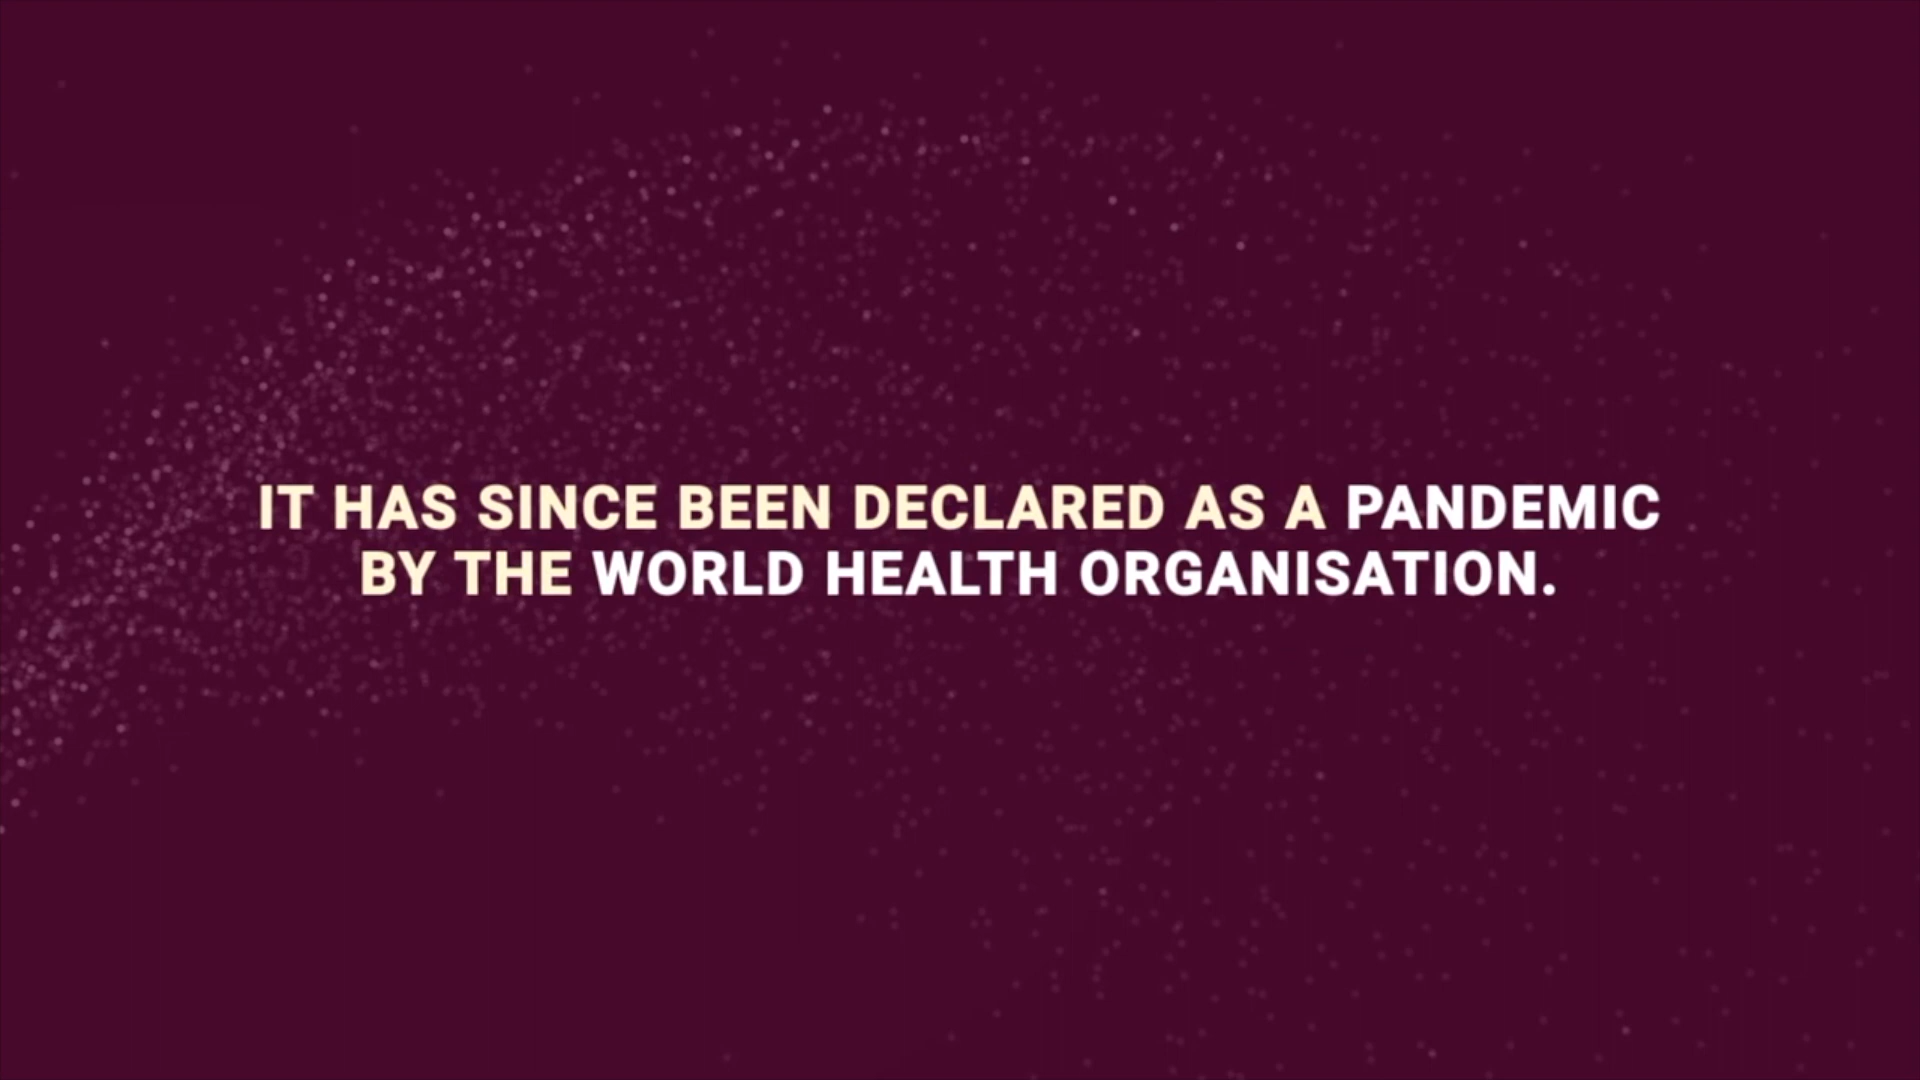 IT HAS SINCE BEEN DECLARED AS A PANDEMIC
BY THE WORLD HEALTH ORGANISATION.